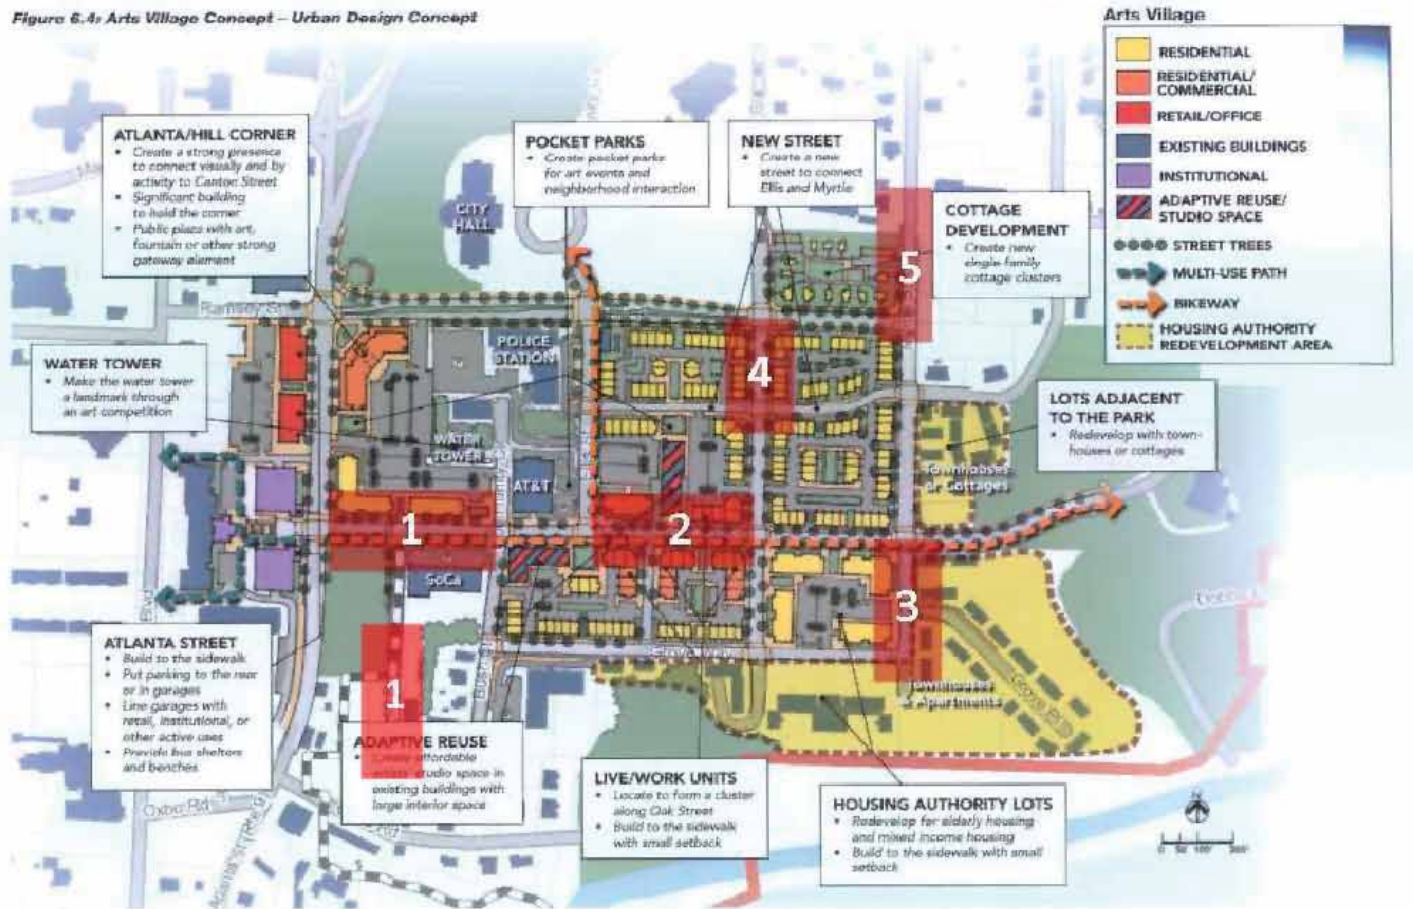 Figure 6.4: Arts Village Concept – Urban Design Concept
Arts Village
RESIDENTIAL
RESIDENTIAL/
COMMERCIAL
RETAIL/OFFICE
EXISTING BUILDINGS
INSTITUTIONAL
ADAPTIVE REUSE/
STUDIO SPACE
STREET TREES
MULTI-USE PATH
BIKEWAY
HOUSING AUTHORITY
REDEVELOPMENT AREA
ATLANTA/HILL CORNER
• Create a strong presence
to connect visually and by
activity to Canton Street
• Significant building
to hold the corner
• Public plaza with art,
fountain or other strong
gateway element
POCKET PARKS
• Create pocket parks
for art events and
neighborhood interaction
NEW STREET
• Create a new
street to connect
Ellis and Myrtle
COTTAGE
DEVELOPMENT
• Create new
single-family
cottage clusters
CITY
HALL
5
Ramsey St
POLICE
STATION
4
WATER TOWER
• Make the water tower
a landmark through
an art competition
LOTS ADJACENT
TO THE PARK
• Redevelop with town-
houses or cottages
WATER
TOWER
AT&T
Townhouses
or Cottages
1
2
SoCa
3
ATLANTA STREET
• Build to the sidewalk
• Put parking to the rear
or in garages
• Line garages with
retail, institutional, or
other active uses
• Provide bus shelters
and benches
1
Townhouses
& Apartments
ADAPTIVE REUSE
affordable
studio space in
existing buildings with
large interior space
LIVE/WORK UNITS
• Locate to form a cluster
along Oak Street
• Build to the sidewalk
with small setback
HOUSING AUTHORITY LOTS
• Redevelop for elderly housing
and mixed income housing
• Build to the sidewalk with small
setback
Oxbo Rd
0 50 100'